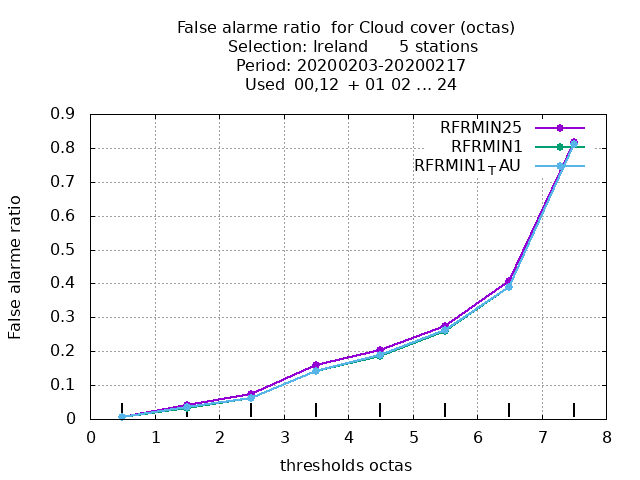 False alarme ratio  for Cloud cover (octas)
Selection: Ireland      5 stations
Period: 20200203-20200217
Used  00,12  + 01 02 ... 24
RFRMIN25
RFRMIN1
RFRMIN1TAU
False alarme ratio
0.9
0.8
0.7
0.6
0.5
0.4
0.3
0.2
0.1
0
0 1 2 3 4 5 6 7 8
thresholds octas